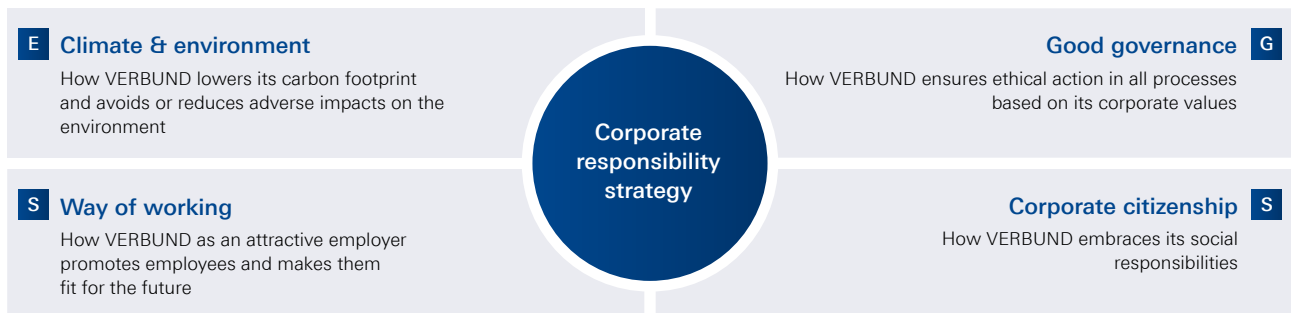 E Climate & environment
How VERBUND lowers its carbon footprint
and avoids or reduces adverse impacts on the
environment
Good governance G
How VERBUND ensures ethical action in all processes
based on its corporate values
Corporate
responsibility
strategy
S Way of working
How VERBUND as an attractive employer
promotes employees and makes them
fit for the future
Corporate citizenship S
How VERBUND embraces its social
responsibilities